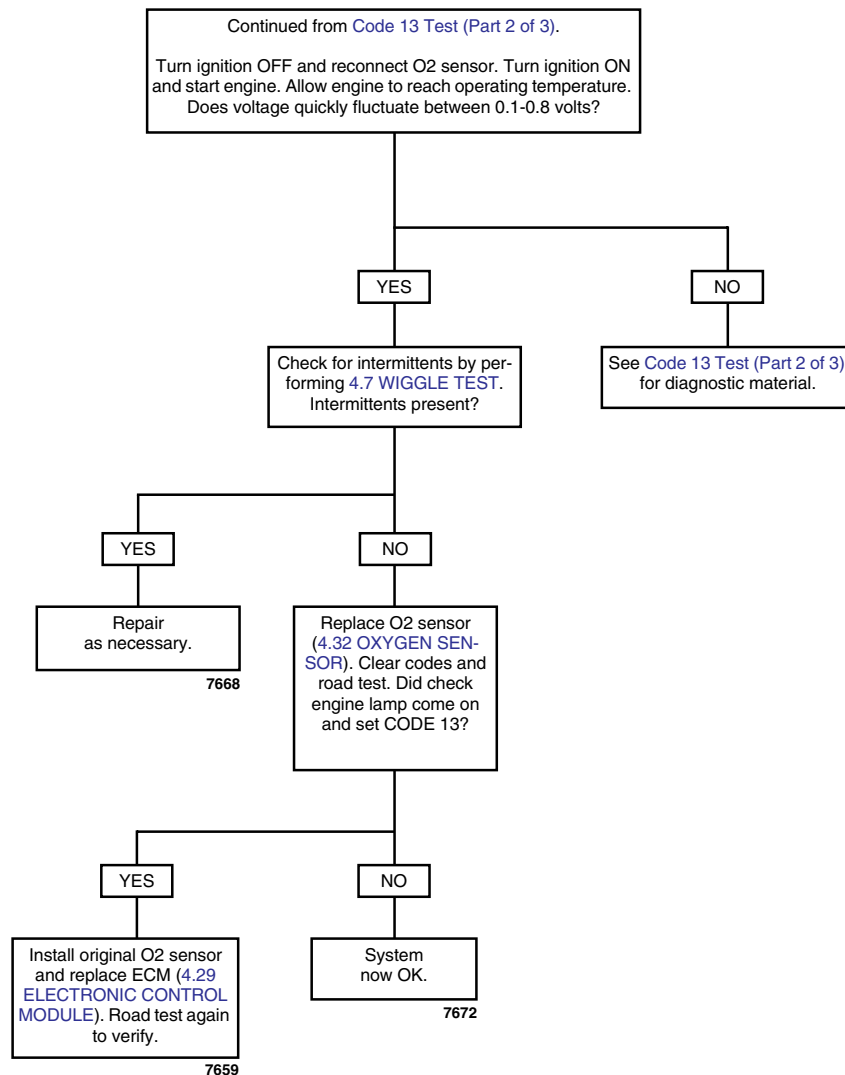 Continued from Code 13 Test (Part 2 of 3).
Turn ignition OFF and reconnect O2 sensor. Turn ignition ON
and start engine. Allow engine to reach operating temperature.
Does voltage quickly fluctuate between 0.1-0.8 volts?
YES
NO
Check for intermittents by per-
forming 4.7 WIGGLE TEST.
Intermittents present?
See Code 13 Test (Part 2 of 3)
for diagnostic material.
YES
NO
Repair
as necessary.
7668
Replace O2 sensor
(4.32 OXYGEN SEN-
SOR). Clear codes and
road test. Did check
engine lamp come on
and set CODE 13?
YES
NO
Install original O2 sensor
and replace ECM (4.29
ELECTRONIC CONTROL
MODULE). Road test again
to verify.
7659
System
now OK.
7672